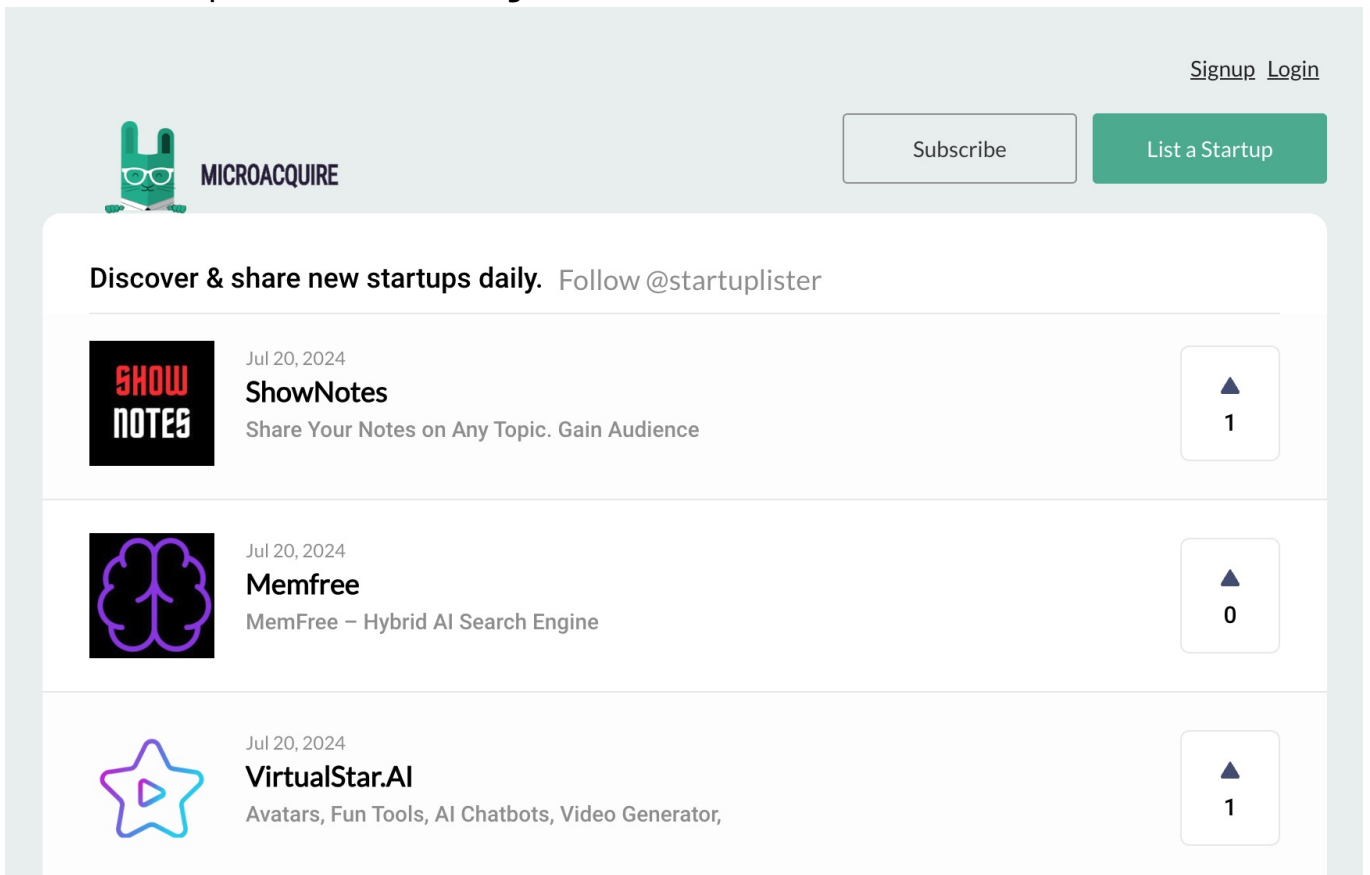 Signup Login
Subscribe
List a Startup
MICROACQUIRE
Discover & share new startups daily. Follow @startuplister
SHOW
NOTES
Jul 20, 2024
ShowNotes
Share Your Notes on Any Topic. Gain Audience
1
Jul 20, 2024
Memfree
MemFree – Hybrid AI Search Engine
0
Jul 20, 2024
VirtualStar.AI
Avatars, Fun Tools, AI Chatbots, Video Generator,
1